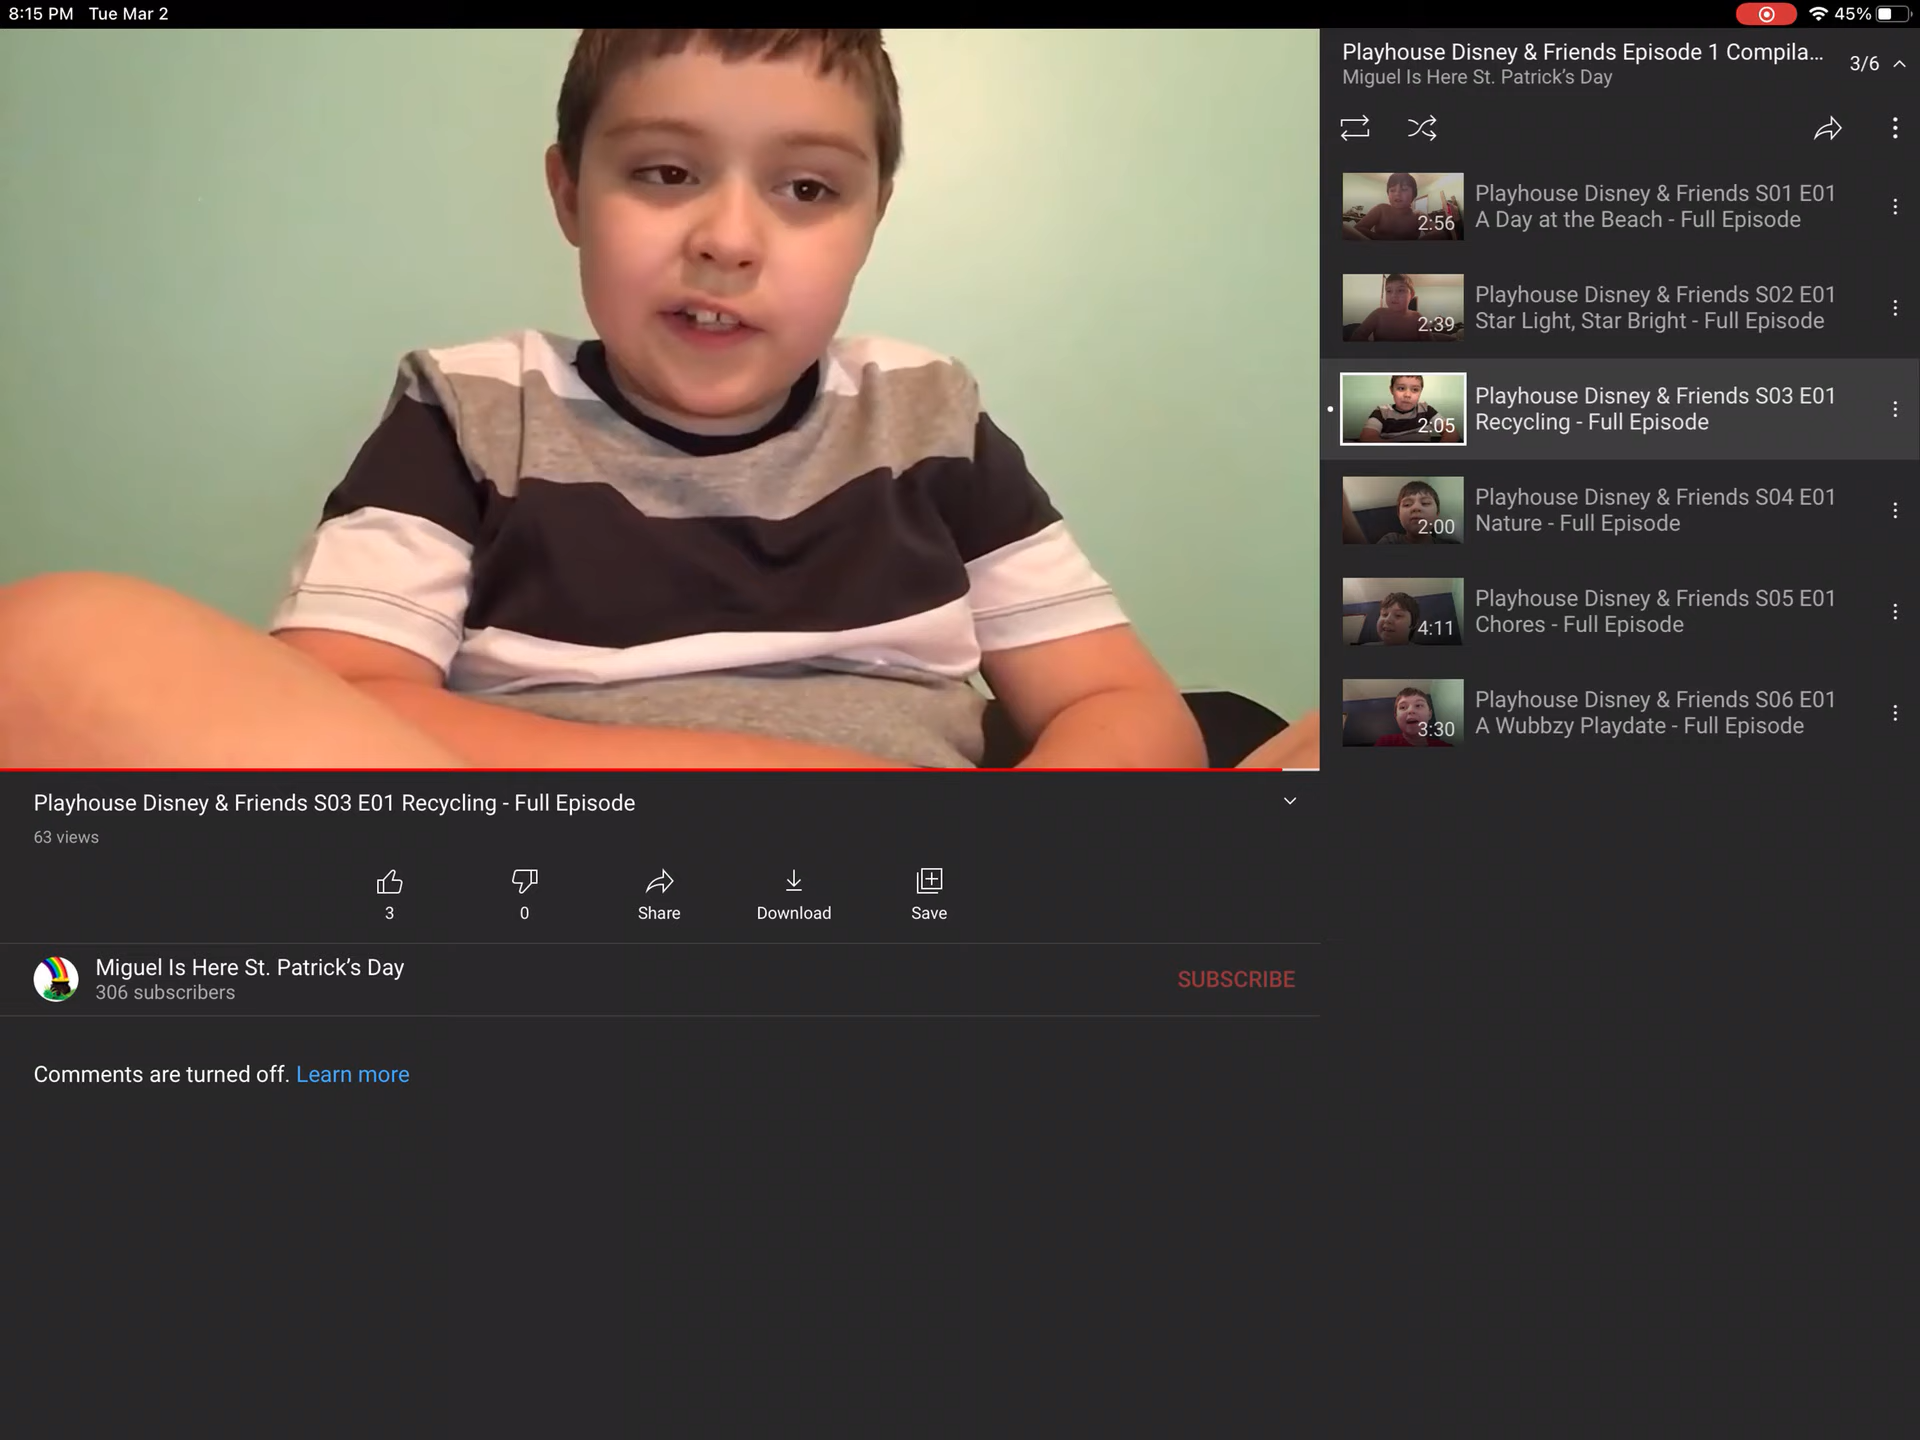 8:15 PM Tue Mar 2
45%
Playhouse Disney & Friends Episode 1 Compila...
Miguel Is Here St. Patrick's Day
3/6
2:56
Playhouse Disney & Friends S01 E01
A Day at the Beach - Full Episode
2:39
Playhouse Disney & Friends S02 E01
Star Light, Star Bright - Full Episode
2:05
Playhouse Disney & Friends S03 E01
Recycling - Full Episode
2:00
Playhouse Disney & Friends S04 E01
Nature - Full Episode
4:11
Playhouse Disney & Friends S05 E01
Chores - Full Episode
3:30
Playhouse Disney & Friends S06 E01
A Wubbzy Playdate - Full Episode
Playhouse Disney & Friends S03 E01 Recycling - Full Episode
63 views
3
0
Share
Download
Save
Miguel Is Here St. Patrick's Day
306 subscribers
SUBSCRIBE
Comments are turned off. Learn more